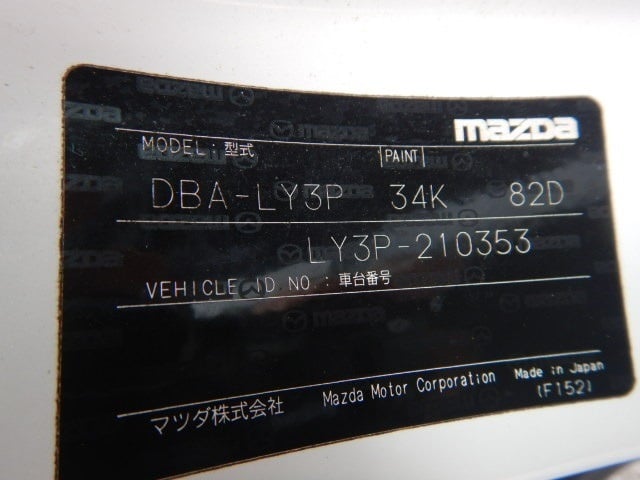 mazda
MODEL : 型式 PAINT
DBA-LY3P 34K 82D
LY3P-210353
VEHICLE ID NO. : 車台番号
マツダ株式会社 Mazda Motor Corporation Made in Japan
(F152)